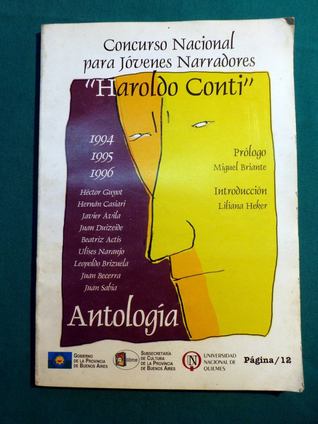 Concurso Nacional
para Jóvenes Narradores
"Haroldo Conti"
1994
1995
1996
Héctor Guyot
Hernán Casiari
Javier Avila
Juan Duizeide
Beatriz Actis
Ulises Naranjo
Leopoldo Brizuela
Juan Becerra
Juan Sabia
Prólogo
Miguel Briante
Introducción
Liliana Heker
Antología
GOBIERNO
DE LA PROVINCIA
DE BUENOS AIRES
SUBSECRETARÍA
DE CULTURA
DE LA PROVINCIA
DE BUENOS AIRES
UNIVERSIDAD
NACIONAL DE
QUILMES
Página/12